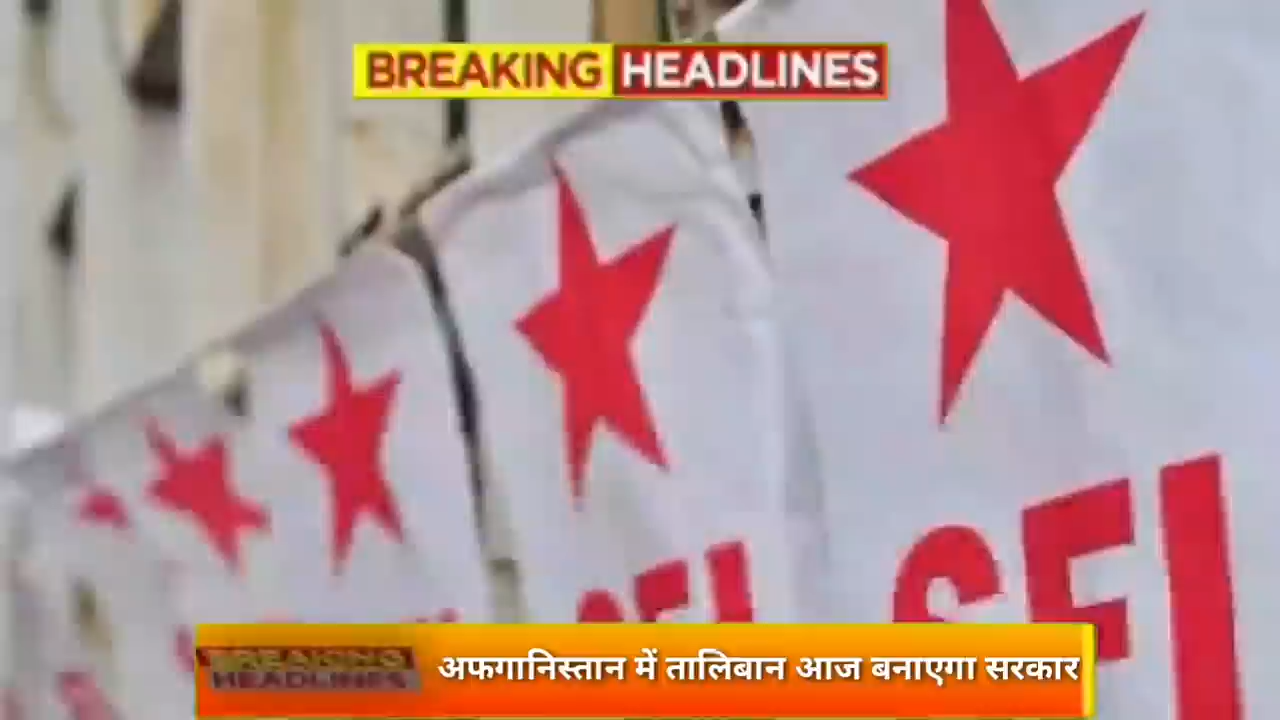 BREAKING HEADLINES
SFI
SFI
BREAKING
HEADLINES
अफगानिस्तान में तालिबान आज बनाएगा सरकार